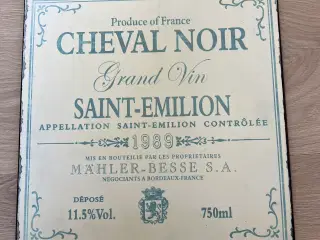 Produce of France
CHEVAL NOIR
Grand Vin
SAINT-EMILION
APPELLATION SAINT-EMILION CONTRÔLÉE
1989
MIS EN BOUTEILLE PAR LES PROPRIETAIRES
MÄHLER-BESSE S.A.
NÉGOCIANTS A BORDEAUX-FRANCE
DÉPOSÉ
11.5%Vol.
750ml